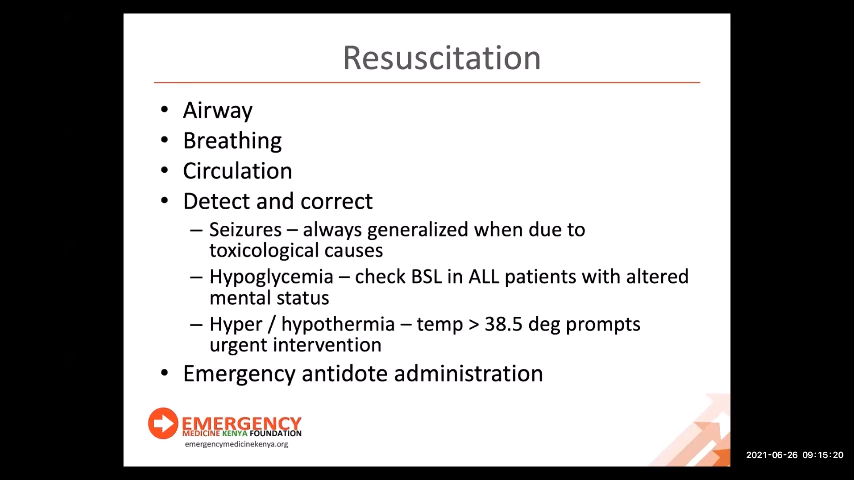 Resuscitation
• Airway
• Breathing
• Circulation
• Detect and correct
– Seizures – always generalized when due to
toxicological causes
– Hypoglycemia – check BSL in ALL patients with altered
mental status
– Hyper / hypothermia – temp > 38.5 deg prompts
urgent intervention
• Emergency antidote administration
EMERGENCY
MEDICINE KENYA FOUNDATION
emergencymedicinekenya.org
2021-06-26 09:15:20